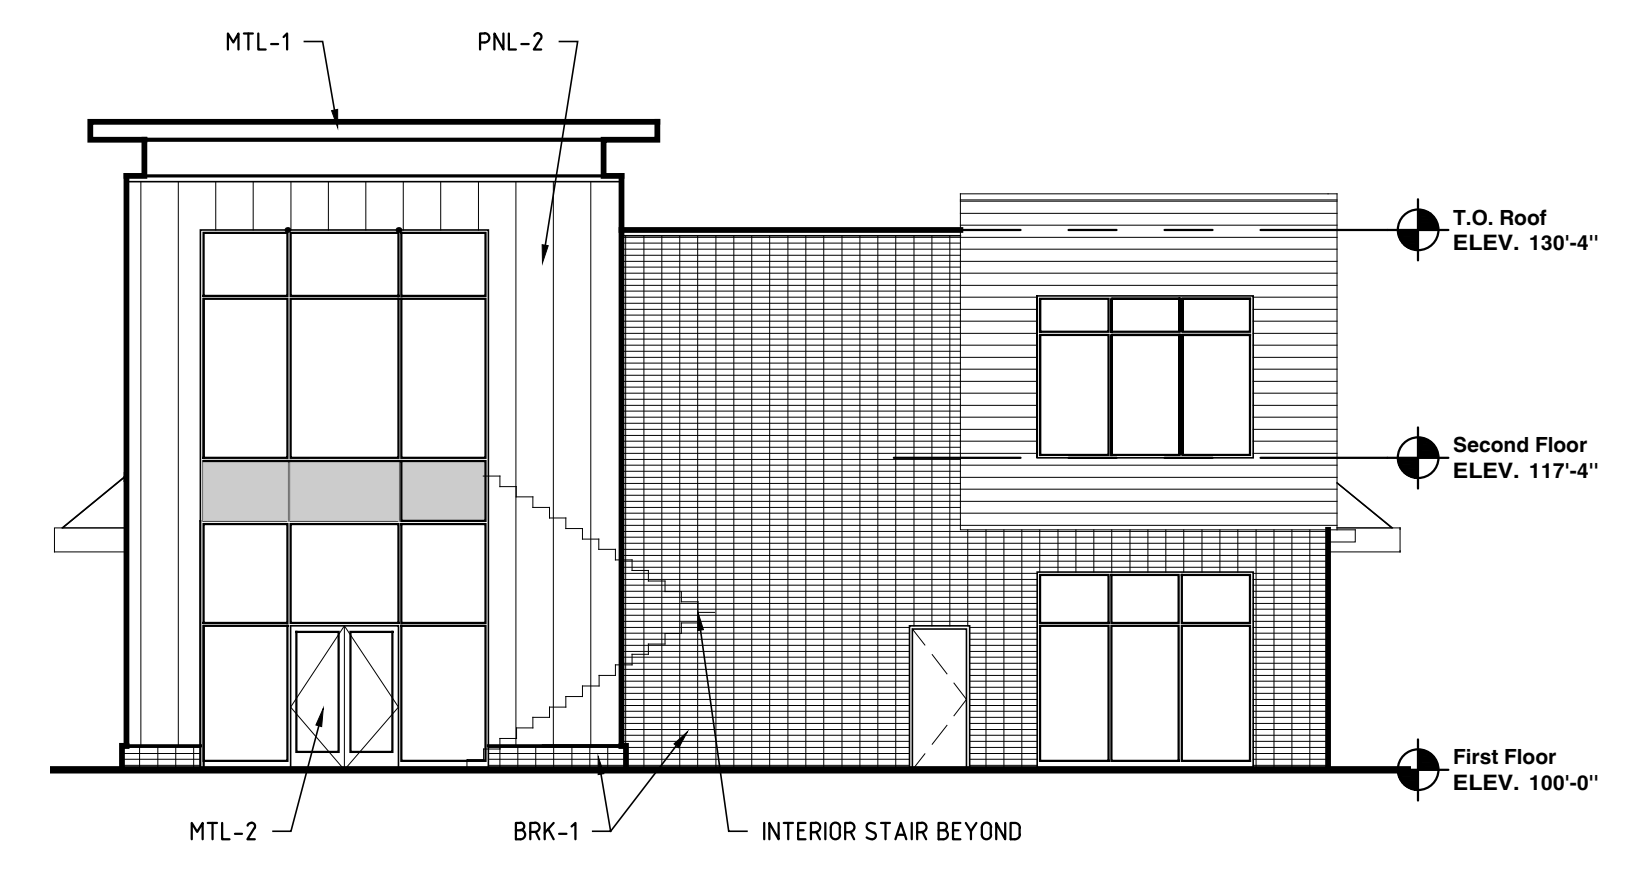 MTL-1
PNL-2
T.O. Roof
ELEV. 130'-4"
Second Floor
ELEV. 117'-4"
First Floor
ELEV. 100'-0"
MTL-2
BRK-1
INTERIOR STAIR BEYOND